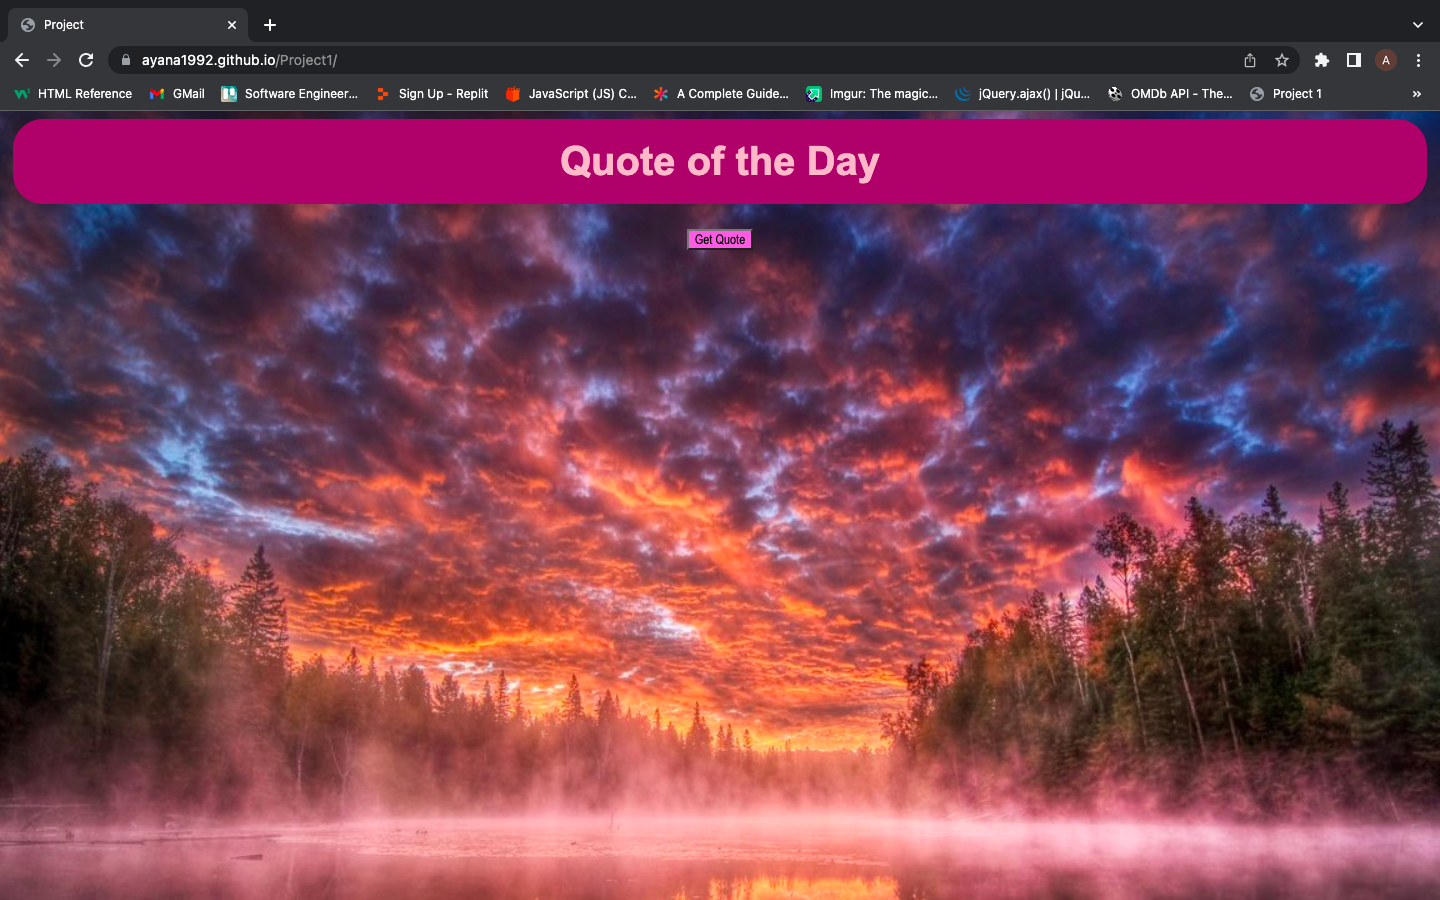 Project
ayana1992.github.io/Project1/
A
HTML Reference
GMail
Software Engineer...
Sign Up - Replit
JavaScript (JS) C...
A Complete Guide...
Imgur: The magic...
jQuery.ajax() | jQu...
OMDb API - The...
Project 1
»
Quote of the Day
Get Quote